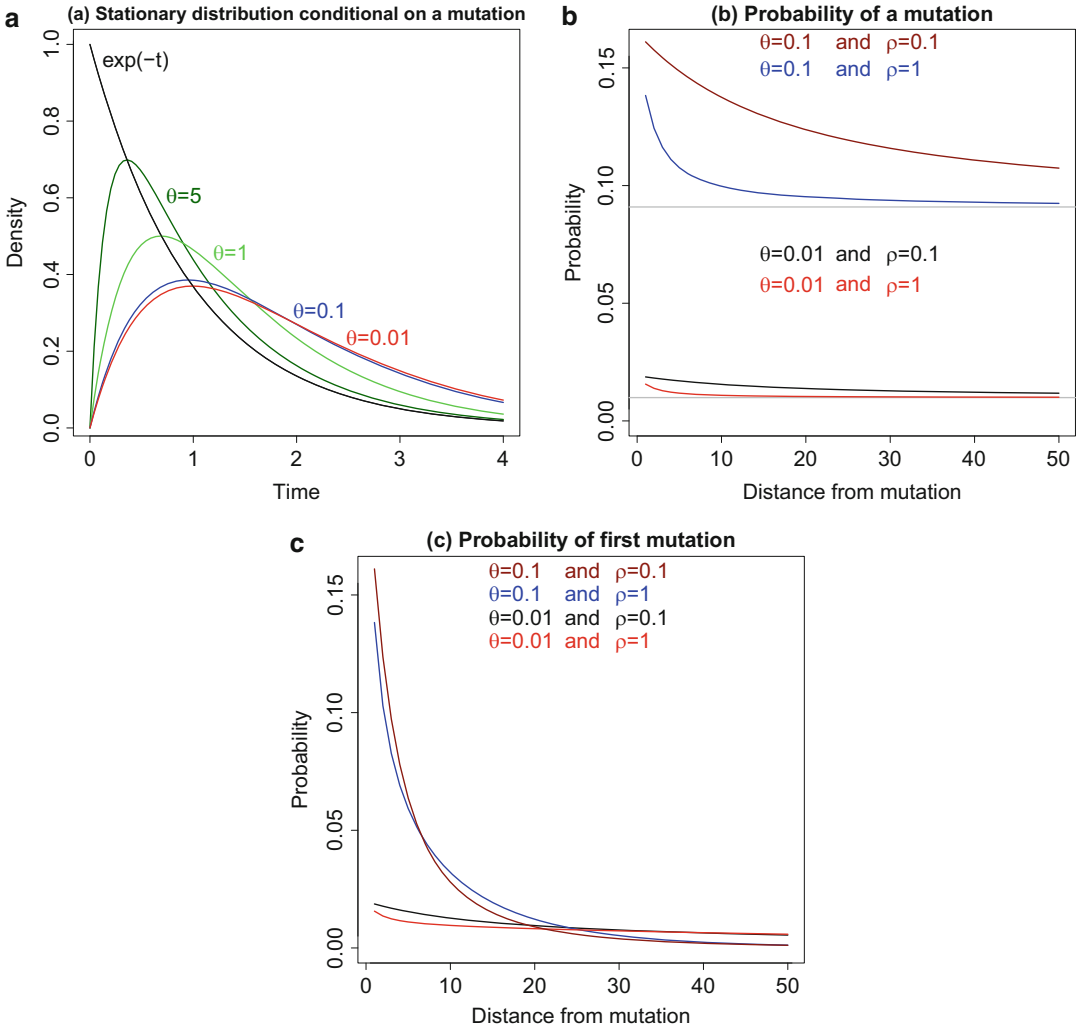 a
(a) Stationary distribution conditional on a mutation
1.0
0.8
0.6
0.4
0.2
0.0
Density
exp(−t)
θ=5
θ=1
θ=0.1
θ=0.01
0 1 2 3 4
Time
b
(b) Probability of a mutation
0.15
0.10
0.05
0.00
Probability
θ=0.1 and ρ=0.1
θ=0.1 and ρ=1
θ=0.01 and ρ=0.1
θ=0.01 and ρ=1
0 10 20 30 40 50
Distance from mutation
c
(c) Probability of first mutation
0.15
0.10
0.05
0.00
Probability
θ=0.1 and ρ=0.1
θ=0.1 and ρ=1
θ=0.01 and ρ=0.1
θ=0.01 and ρ=1
0 10 20 30 40 50
Distance from mutation